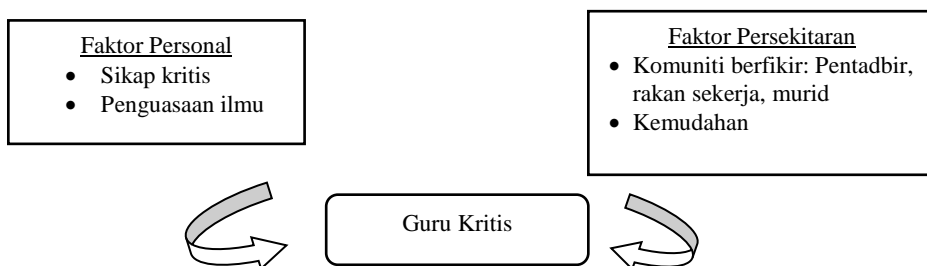 Faktor Personal
• Sikap kritis
• Penguasaan ilmu
Faktor Persekitaran
• Komuniti berfikir: Pentadbir,
rakan sekerja, murid
• Kemudahan
Guru Kritis